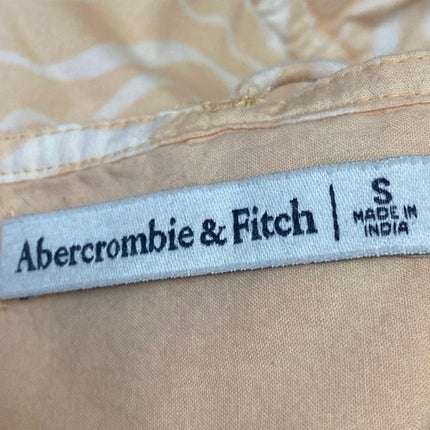 Abercrombie & Fitch | S
MADE IN
INDIA